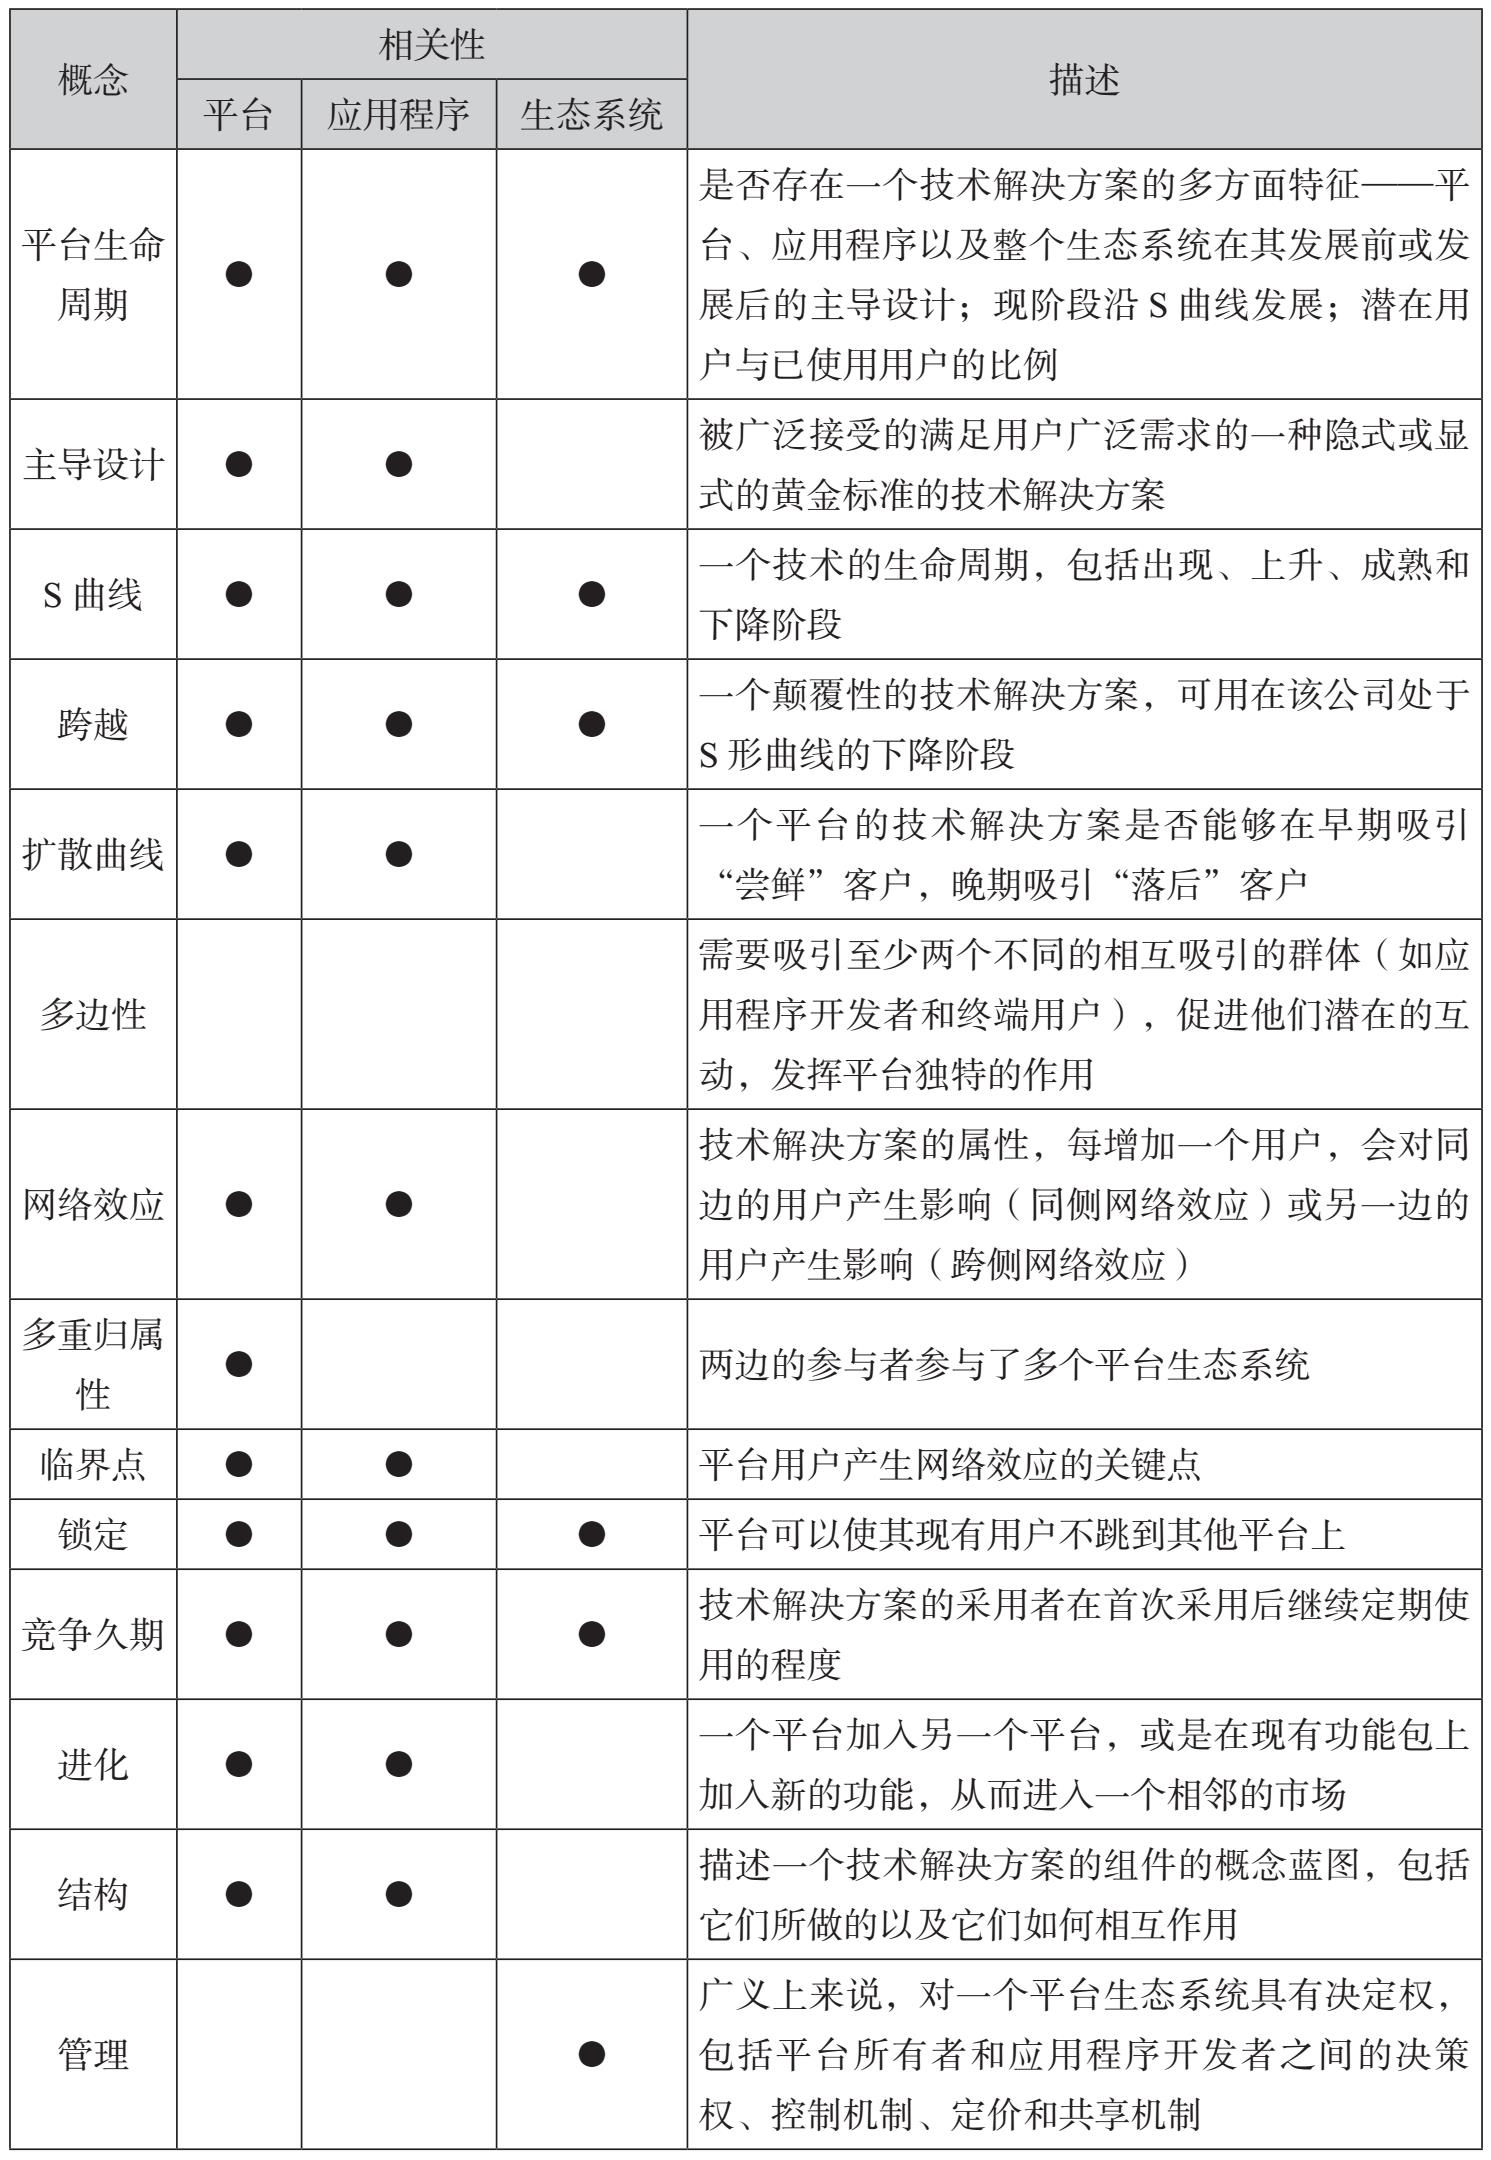 概念
相关性
描述
平台
应用程序
生态系统
平台生命
周期
●
●
●
是否存在一个技术解决方案的多方面特征——平
台、应用程序以及整个生态系统在其发展前或发
展后的主导设计；现阶段沿 S 曲线发展；潜在用
户与已使用用户的比例
主导设计
●
●
被广泛接受的满足用户广泛需求的一种隐式或显
式的黄金标准的技术解决方案
S 曲线
●
●
●
一个技术的生命周期，包括出现、上升、成熟和
下降阶段
跨越
●
●
●
一个颠覆性的技术解决方案，可用在该公司处于
S 形曲线的下降阶段
扩散曲线
●
●
一个平台的技术解决方案是否能够在早期吸引
“尝鲜”客户，晚期吸引“落后”客户
多边性
需要吸引至少两个不同的相互吸引的群体（如应
用程序开发者和终端用户），促进他们潜在的互
动，发挥平台独特的作用
网络效应
●
●
技术解决方案的属性，每增加一个用户，会对同
边的用户产生影响（同侧网络效应）或另一边的
用户产生影响（跨侧网络效应）
多重归属
性
●
两边的参与者参与了多个平台生态系统
临界点
●
●
平台用户产生网络效应的关键点
锁定
●
●
●
平台可以使其现有用户不跳到其他平台上
竞争久期
●
●
●
技术解决方案的采用者在首次采用后继续定期使
用的程度
进化
●
●
一个平台加入另一个平台，或是在现有功能包上
加入新的功能，从而进入一个相邻的市场
结构
●
●
描述一个技术解决方案的组件的概念蓝图，包括
它们所做的以及它们如何相互作用
管理
●
广义上来说，对一个平台生态系统具有决定权，
包括平台所有者和应用程序开发者之间的决策
权、控制机制、定价和共享机制